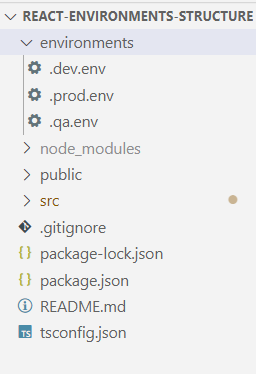 REACT-ENVIRONMENTS-STRUCTURE
environments
.dev.env
.prod.env
.qa.env
node_modules
public
src
.gitignore
package-lock.json
package.json
README.md
TS tsconfig.json